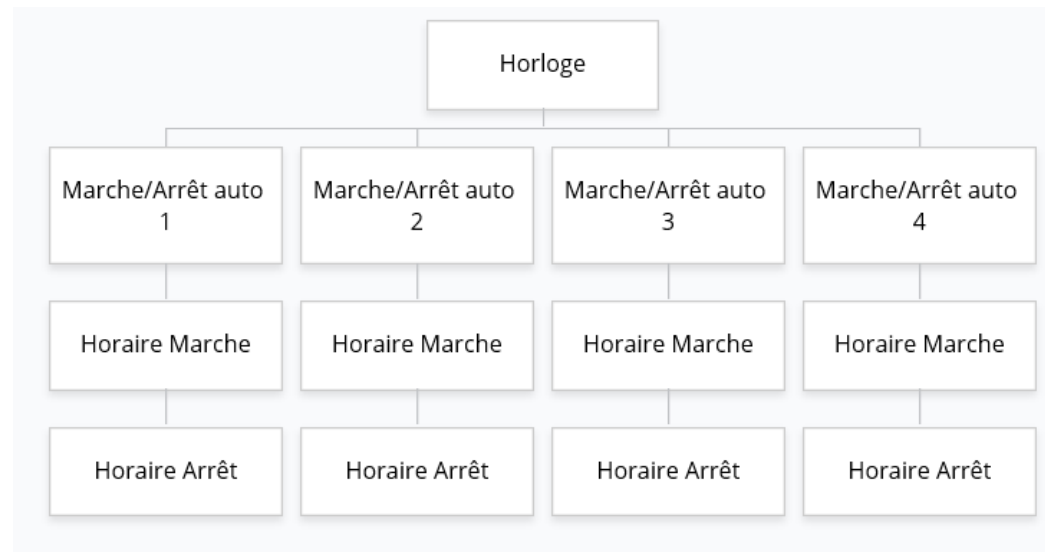 Horloge
Marche/Arrêt auto
1
Marche/Arrêt auto
2
Marche/Arrêt auto
3
Marche/Arrêt auto
4
Horaire Marche
Horaire Marche
Horaire Marche
Horaire Marche
Horaire Arrêt
Horaire Arrêt
Horaire Arrêt
Horaire Arrêt